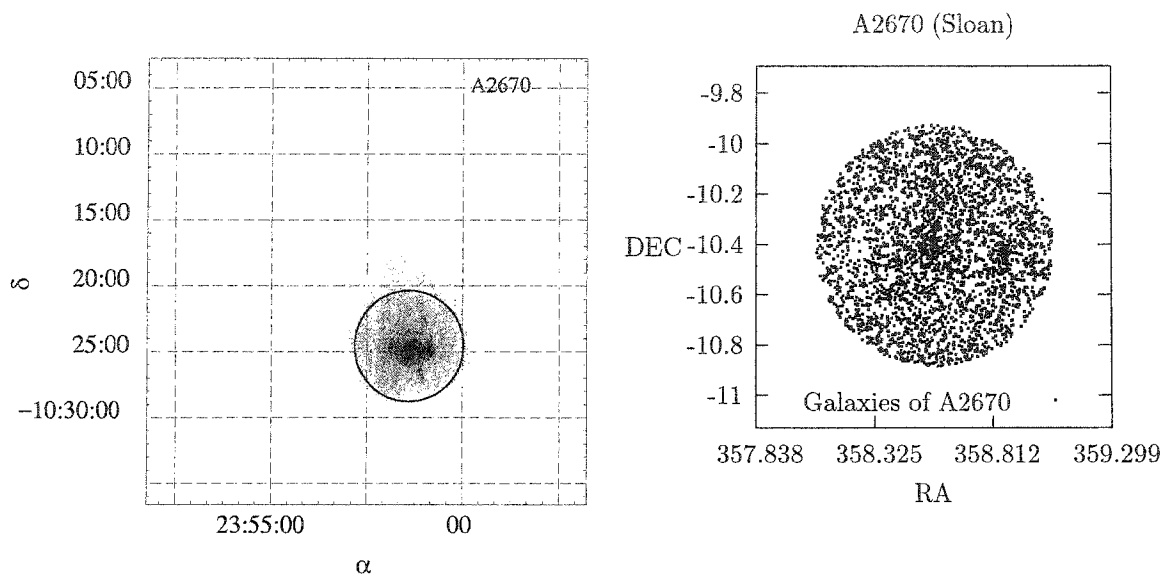 A2670
05:00
10:00
15:00
δ
20:00
25:00
−10:30:00
23:55:00 00
α
A2670 (Sloan)
-9.8
-10
-10.2
DEC -10.4
-10.6
-10.8
-11
Galaxies of A2670
357.838 358.325 358.812 359.299
RA